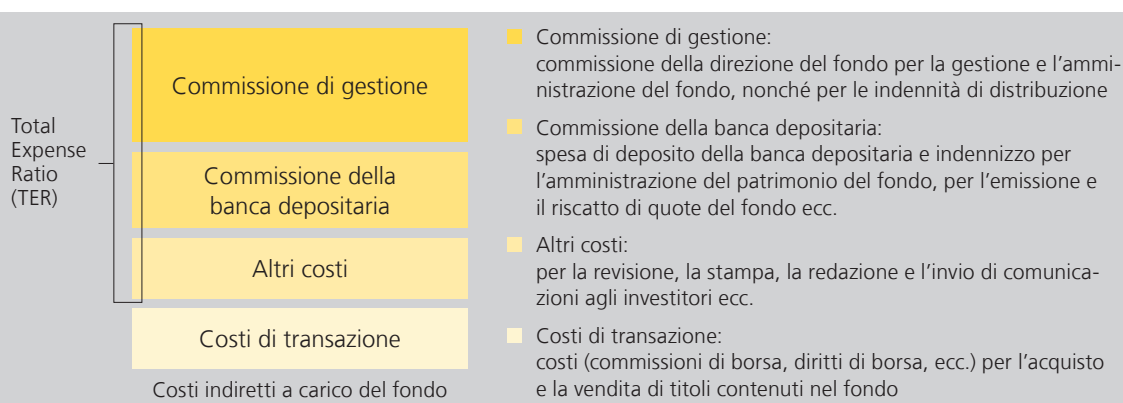 Total
Expense
Ratio
(TER)
Commissione di gestione
Commissione della
banca depositaria
Altri costi
Costi di transazione
Costi indiretti a carico del fondo
Commissione di gestione:
commissione della direzione del fondo per la gestione e l’ammi-
nistrazione del fondo, nonché per le indennità di distribuzione
Commissione della banca depositaria:
spesa di deposito della banca depositaria e indennizzo per
l’amministrazione del patrimonio del fondo, per l’emissione e
il riscatto di quote del fondo ecc.
Altri costi:
per la revisione, la stampa, la redazione e l’invio di comunica-
zioni agli investitori ecc.
Costi di transazione:
costi (commissioni di borsa, diritti di borsa, ecc.) per l’acquisto
e la vendita di titoli contenuti nel fondo